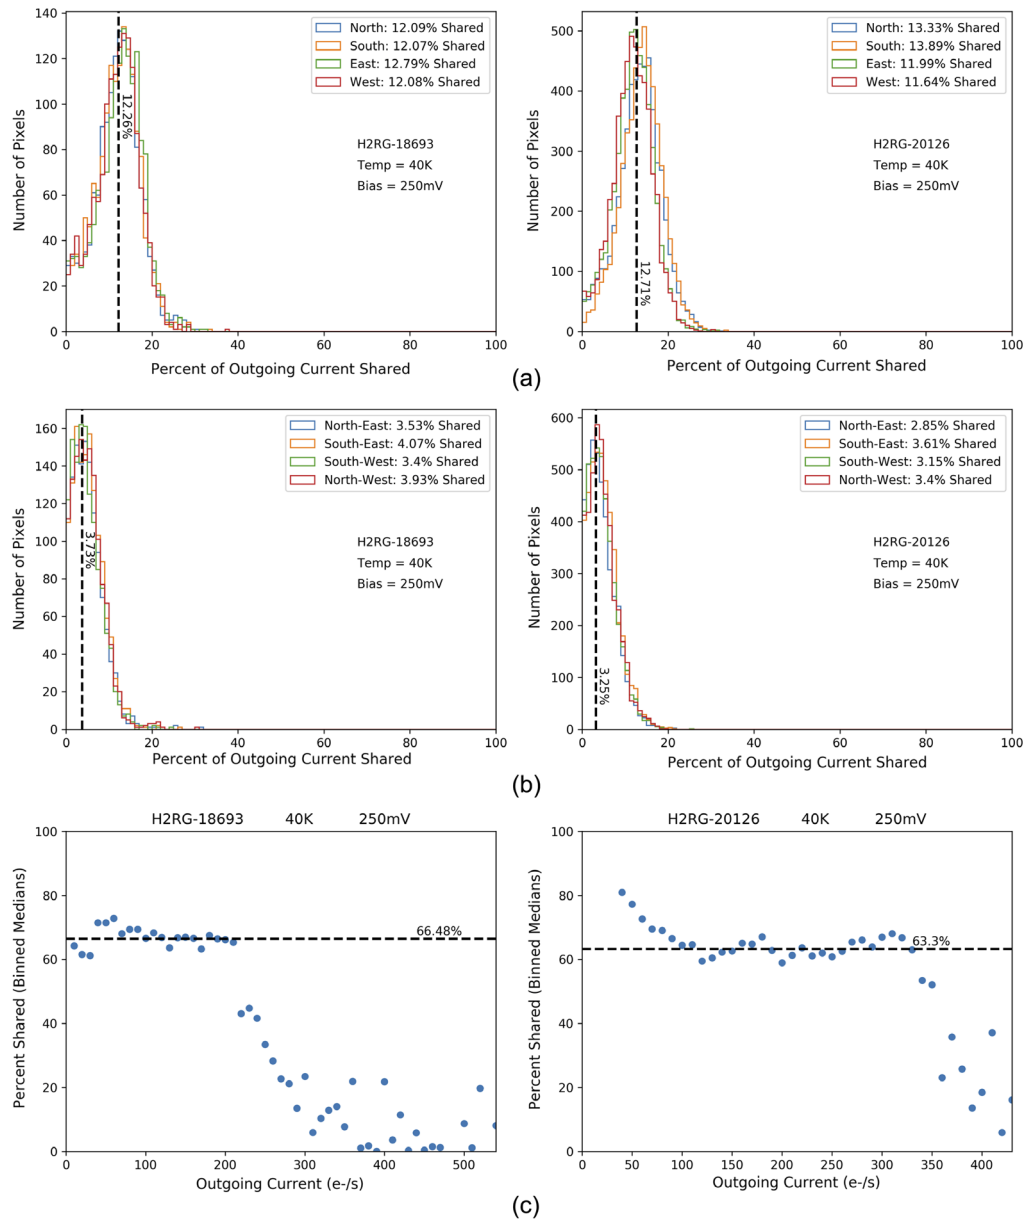 North: 12.09% Shared
South: 12.07% Shared
East: 12.79% Shared
West: 12.08% Shared
12.26%
H2RG-18693
Temp = 40K
Bias = 250mV
Number of Pixels
0 20 40 60 80 100 120 140
0 20 40 60 80 100
Percent of Outgoing Current Shared
North: 13.33% Shared
South: 13.89% Shared
East: 11.99% Shared
West: 11.64% Shared
12.71%
H2RG-20126
Temp = 40K
Bias = 250mV
Number of Pixels
0 100 200 300 400 500
0 20 40 60 80 100
Percent of Outgoing Current Shared
(a)
North-East: 3.53% Shared
South-East: 4.07% Shared
South-West: 3.4% Shared
North-West: 3.93% Shared
3.73%
H2RG-18693
Temp = 40K
Bias = 250mV
Number of Pixels
0 20 40 60 80 100 120 140 160
0 20 40 60 80 100
Percent of Outgoing Current Shared
North-East: 2.85% Shared
South-East: 3.61% Shared
South-West: 3.15% Shared
North-West: 3.4% Shared
3.25%
H2RG-20126
Temp = 40K
Bias = 250mV
Number of Pixels
0 100 200 300 400 500 600
0 20 40 60 80 100
Percent of Outgoing Current Shared
(b)
H2RG-18693 40K 250mV
66.48%
Percent Shared (Binned Medians)
0 20 40 60 80 100
0 100 200 300 400 500
Outgoing Current (e-/s)
H2RG-20126 40K 250mV
63.3%
Percent Shared (Binned Medians)
0 20 40 60 80 100
0 50 100 150 200 250 300 350 400
Outgoing Current (e-/s)
(c)